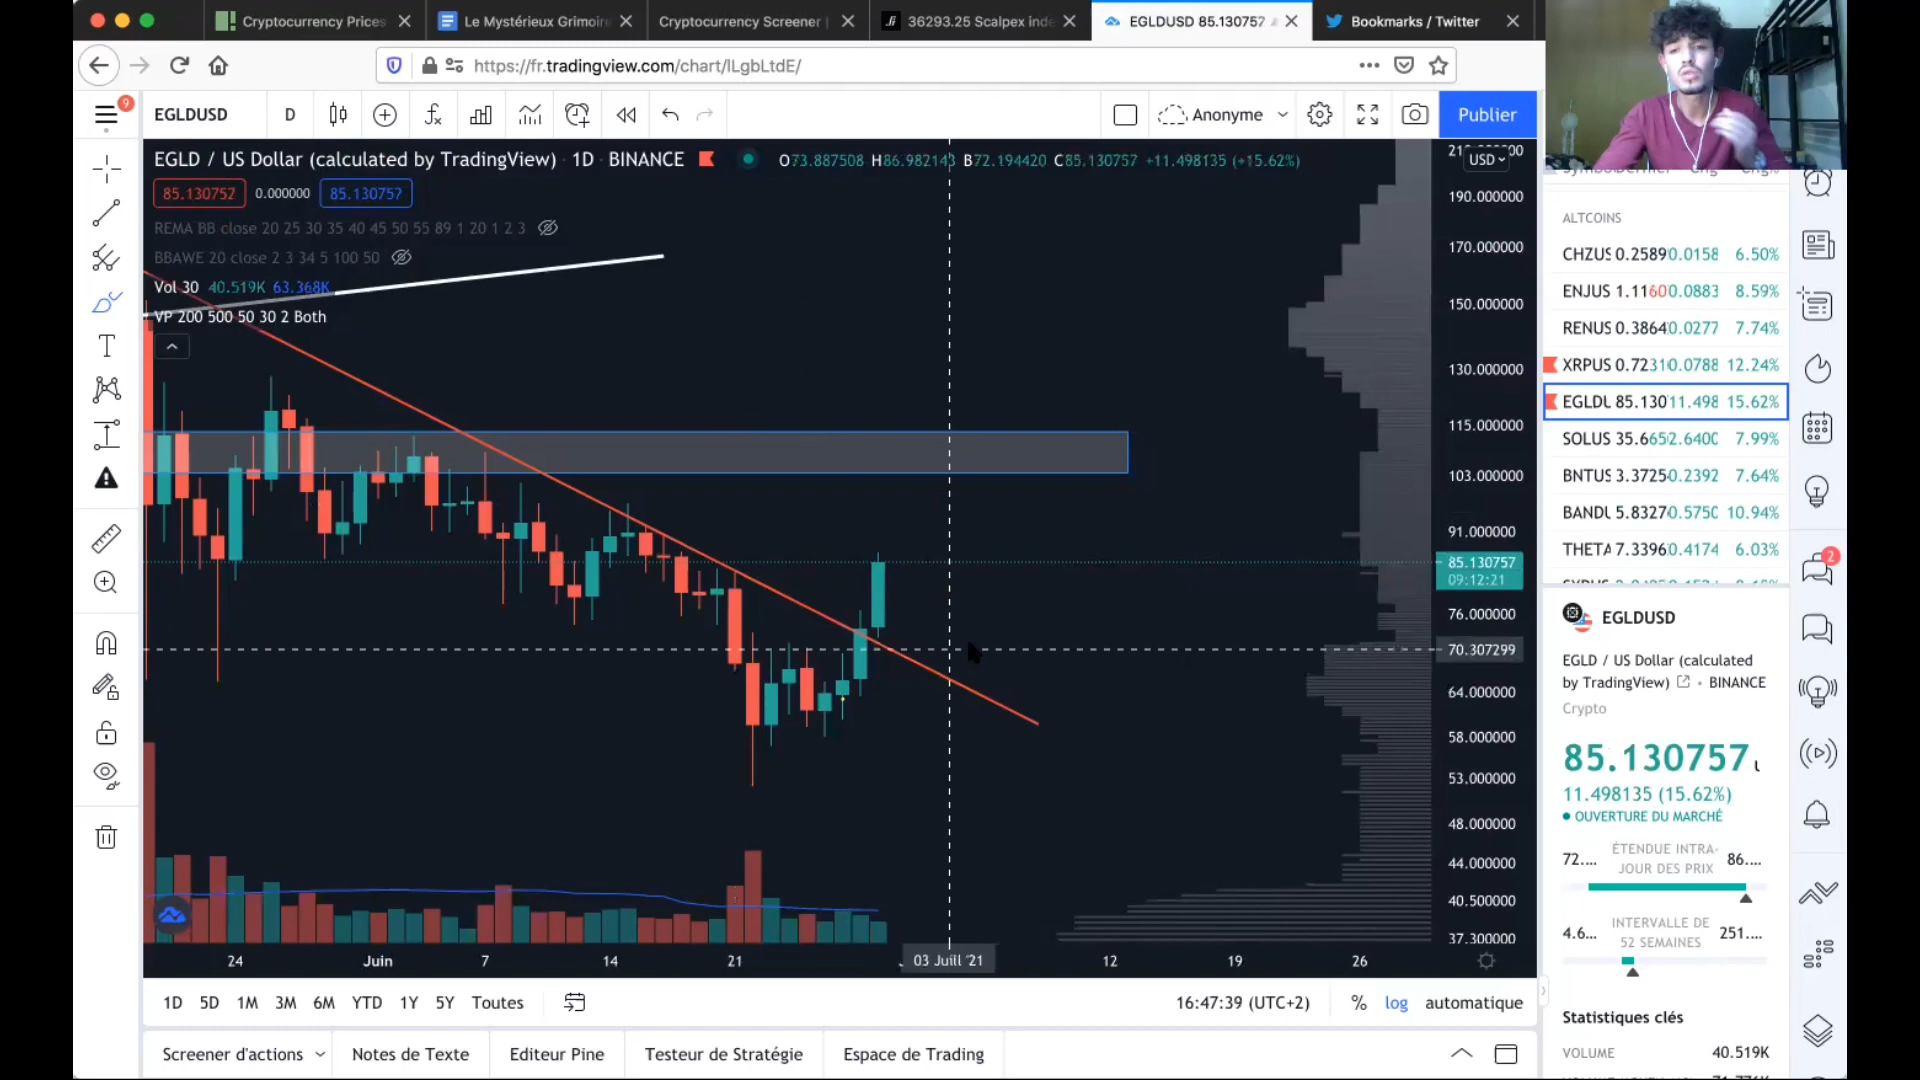 Cryptocurrency Prices
Le Mystérieux Grimoire
Cryptocurrency Screener |
36293.25 Scalpex inde
EGLDUSD 85.130757
Bookmarks / Twitter
https://fr.tradingview.com/chart/lLgbLtdE/
9
EGLDUSD
D
Anonyme
Publier
EGLD / US Dollar (calculated by TradingView) · 1D · BINANCE
O73.887508 H86.982143 B72.194420 C85.130757 +11.498135 (+15.62%)
85.130752
0.000000
85.130757
REMA BB close 20 25 30 35 40 45 50 55 89 1 20 1 2 3
BBAWE 20 close 2 3 34 5 100 50
Vol 30 40.519K 63.368K
VP 200 500 50 30 2 Both
USD
190.000000
170.000000
150.000000
130.000000
115.000000
103.000000
91.000000
85.130757
09:12:21
76.000000
70.307299
64.000000
58.000000
53.000000
48.000000
44.000000
40.500000
37.300000
24
Juin
7
14
21
03 Juill '21
12
19
26
1D
5D
1M
3M
6M
YTD
1Y
5Y
Toutes
16:47:39 (UTC+2)
%
log
automatique
Screener d'actions
Notes de Texte
Editeur Pine
Testeur de Stratégie
Espace de Trading
ALTCOINS
CHZUS 0.2589 0.0158 6.50%
ENJUS 1.1160 0.0883 8.59%
RENUS 0.3864 0.0277 7.74%
XRPUS 0.7231 0.0788 12.24%
EGLDU 85.130 11.498 15.62%
SOLUS 35.665 2.6400 7.99%
BNTUS 3.3725 0.2392 7.64%
BANDU 5.8327 0.5750 10.94%
THETA 7.3396 0.4174 6.03%
2
EGLDUSD
EGLD / US Dollar (calculated
by TradingView) • BINANCE
Crypto
85.130757
11.498135 (15.62%)
OUVERTURE DU MARCHÉ
72....
ÉTENDUE INTRA-
JOUR DES PRIX
86....
4.6...
INTERVALLE DE
52 SEMAINES
251....
Statistiques clés
VOLUME
40.519K